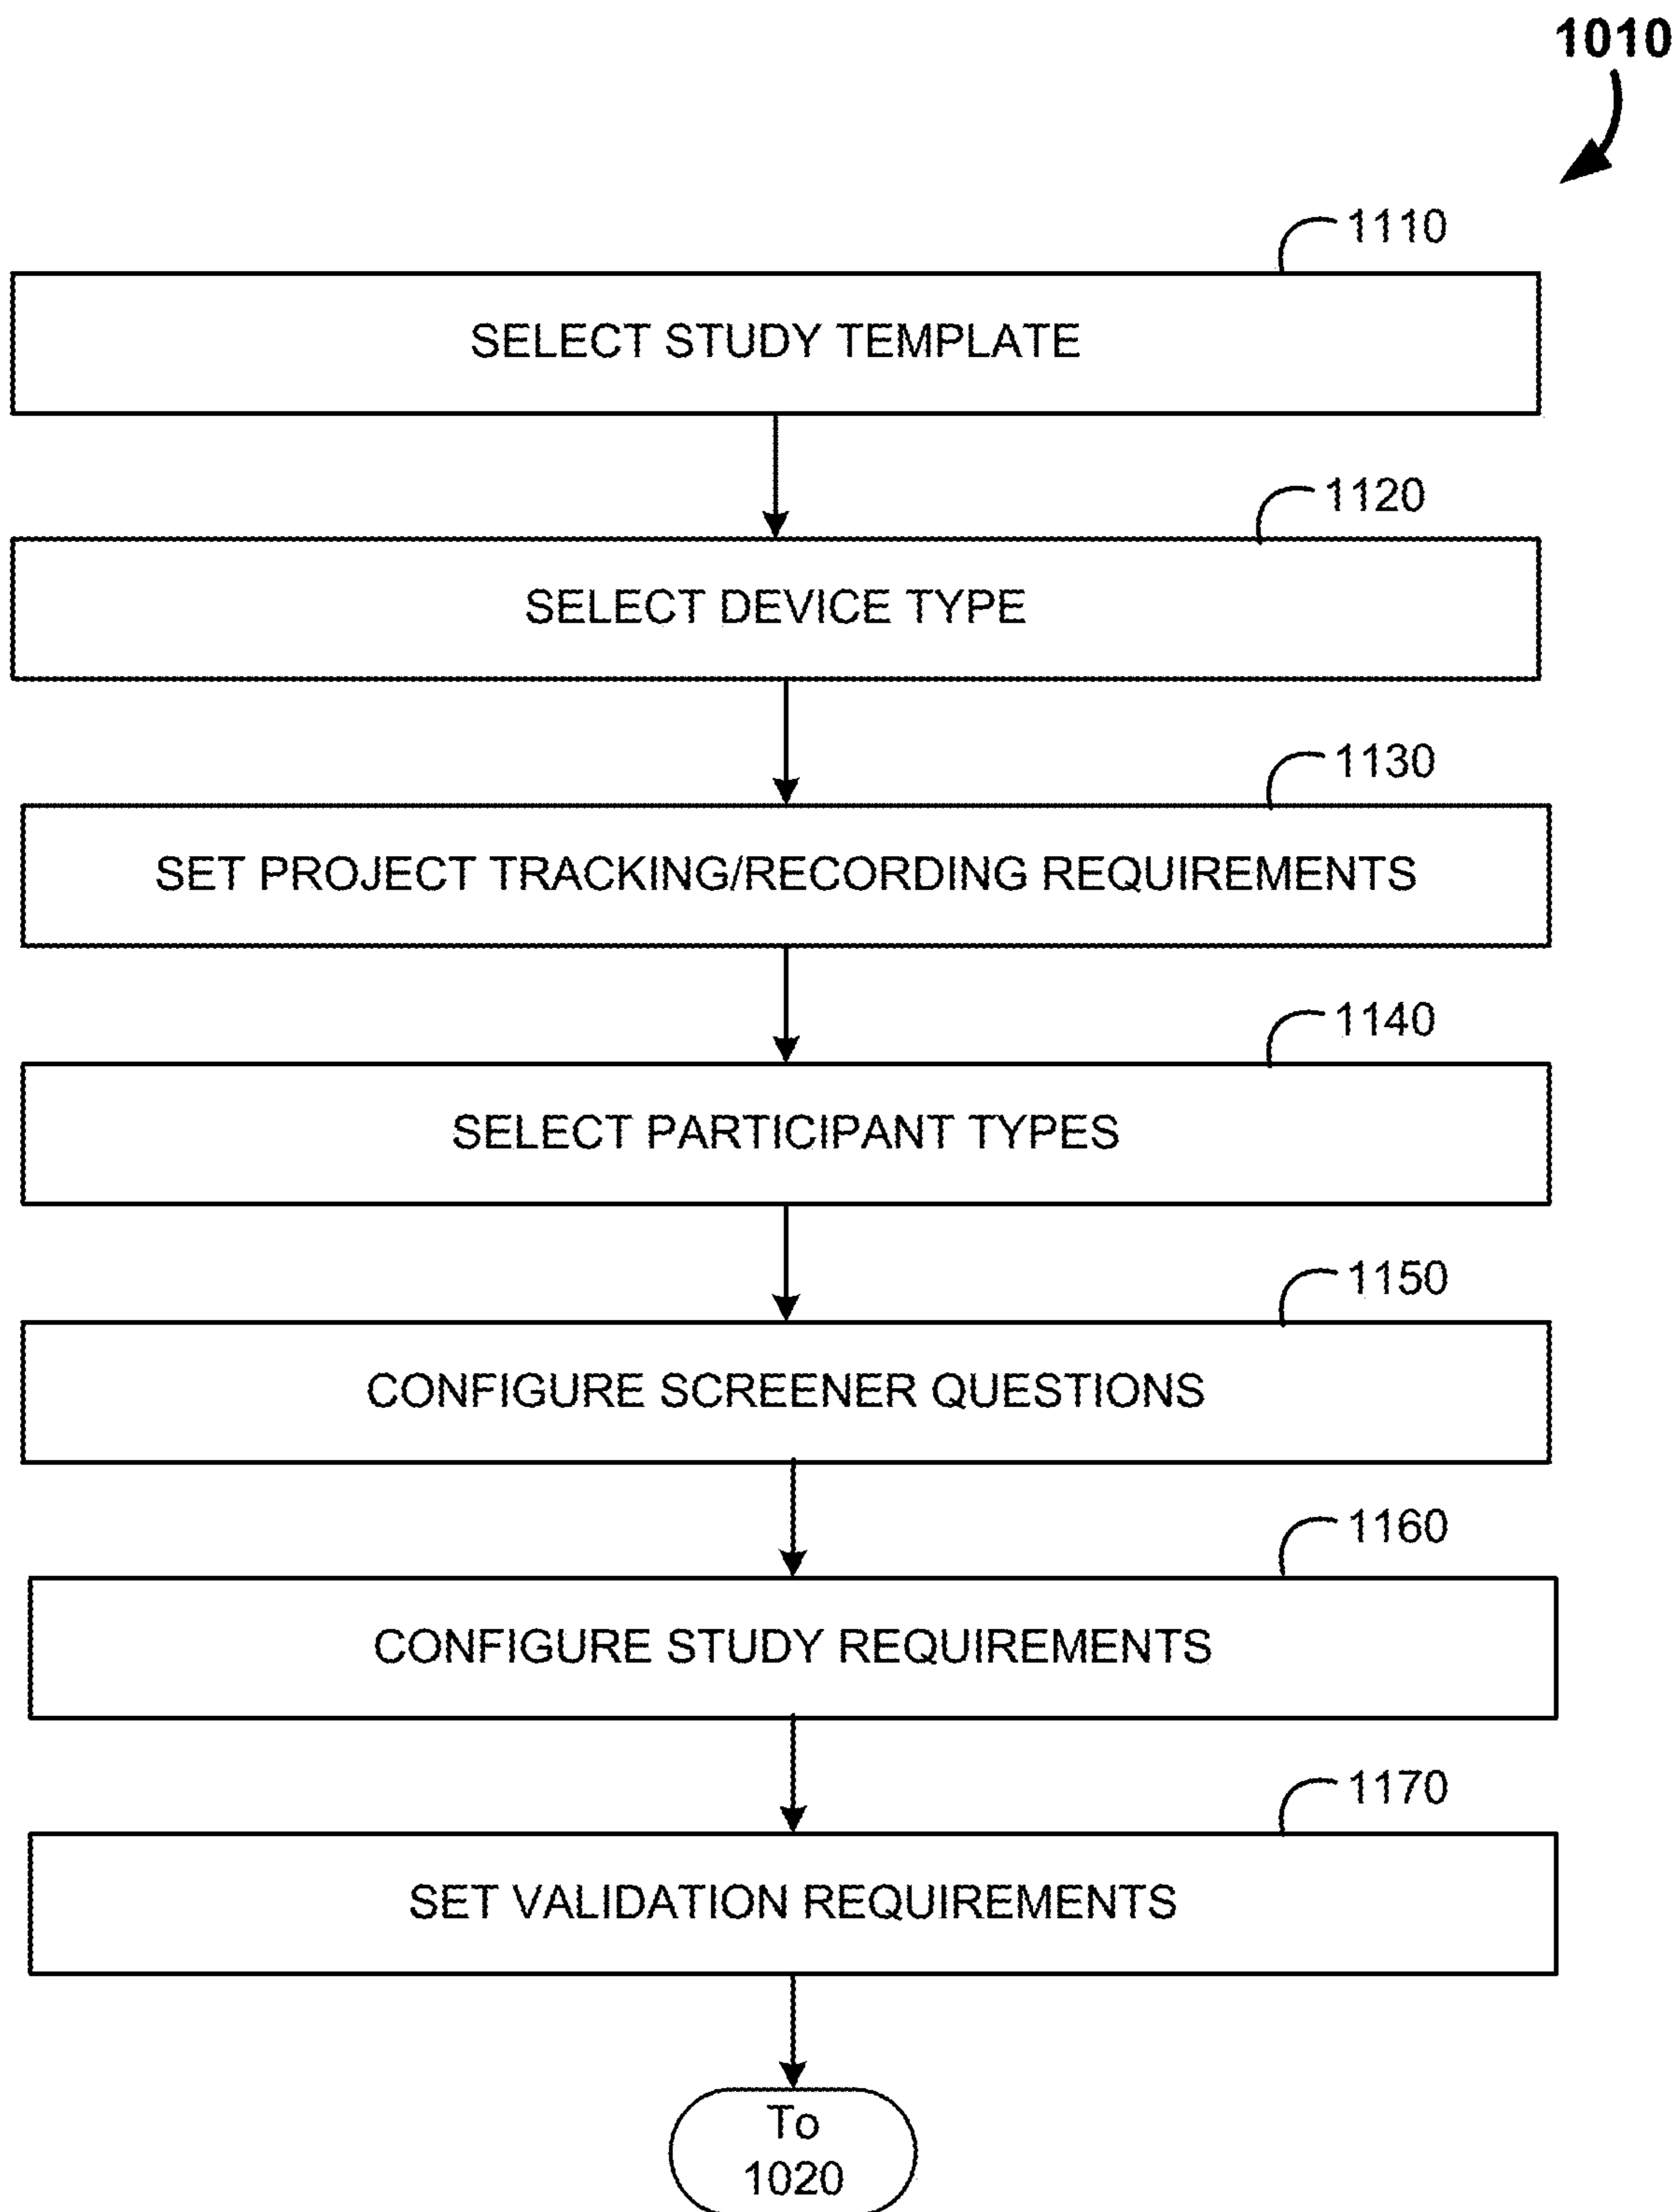 1010
1110
SELECT STUDY TEMPLATE
1120
SELECT DEVICE TYPE
1130
SET PROJECT TRACKING/RECORDING REQUIREMENTS
1140
SELECT PARTICIPANT TYPES
1150
CONFIGURE SCREENER QUESTIONS
1160
CONFIGURE STUDY REQUIREMENTS
1170
SET VALIDATION REQUIREMENTS
To
1020